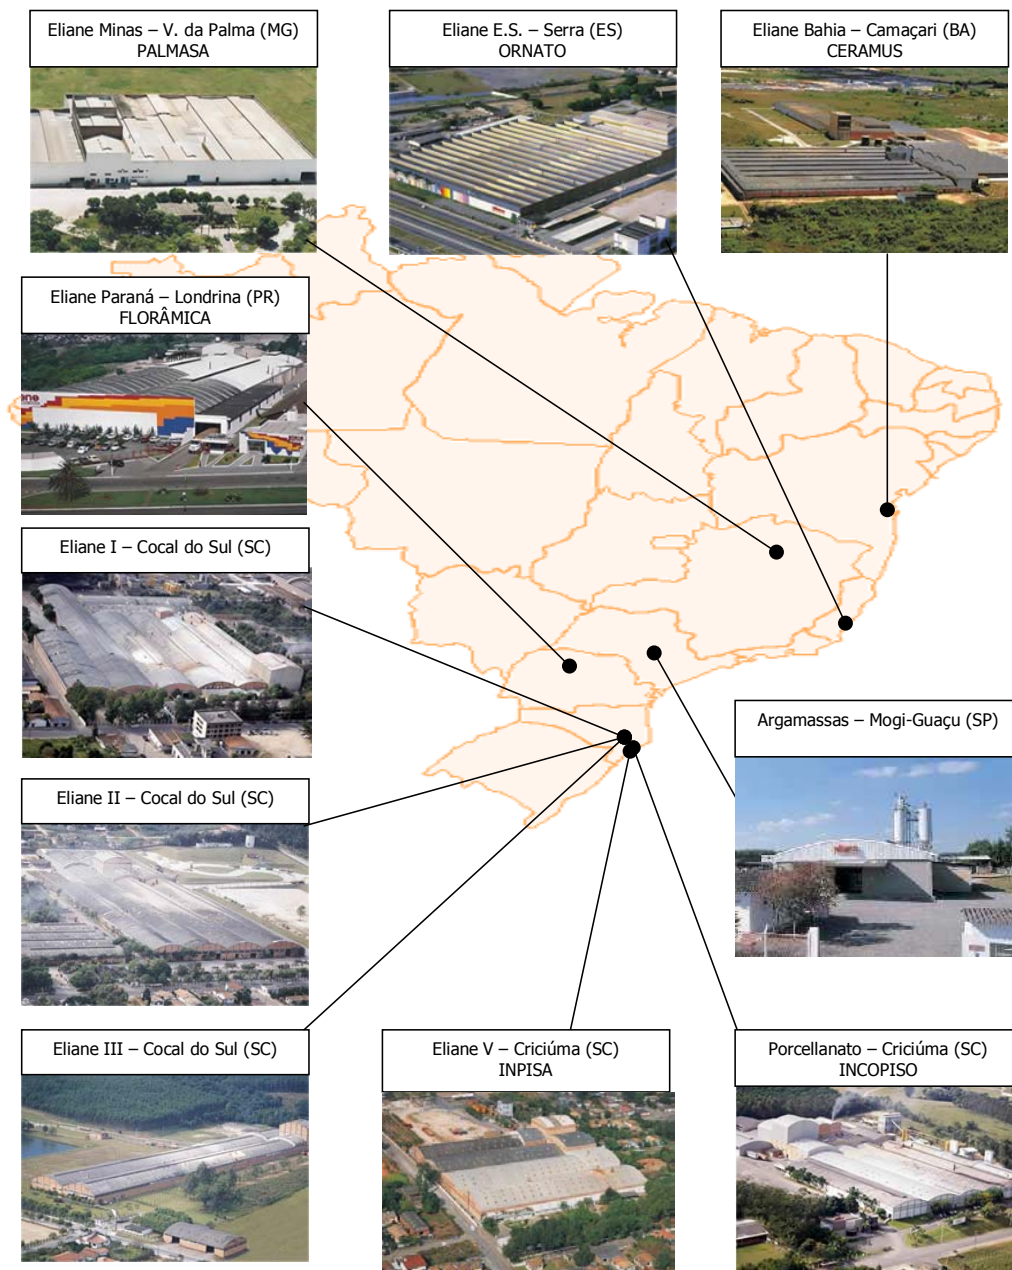 Eliane Minas – V. da Palma (MG)
PALMASA
Eliane E.S. – Serra (ES)
ORNATO
Eliane Bahia – Camaçari (BA)
CERAMUS
Eliane Paraná – Londrina (PR)
FLORÂMICA
Eliane I – Cocal do Sul (SC)
Argamassas – Mogi-Guaçu (SP)
Eliane II – Cocal do Sul (SC)
Eliane III – Cocal do Sul (SC)
Eliane V – Criciúma (SC)
INPISA
Porcellanato – Criciúma (SC)
INCOPISO